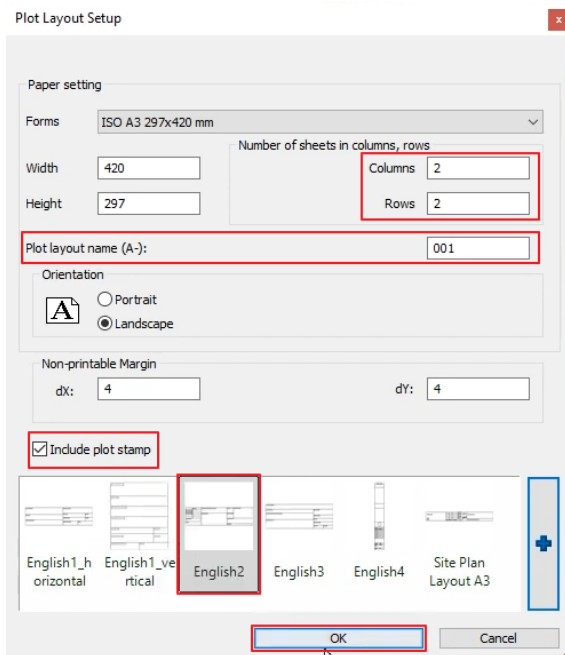 Plot Layout Setup
x
Paper setting
Forms
ISO A3 297x420 mm
Number of sheets in columns, rows
Width
420
Columns
2
Height
297
Rows
2
Plot layout name (A-):
001
Orientation
A
Portrait
Landscape
Non-printable Margin
dX:
4
dY:
4
Include plot stamp
English1_h
orizontal
English1_ve
rtical
English2
English3
English4
Site Plan
Layout A3
OK
Cancel